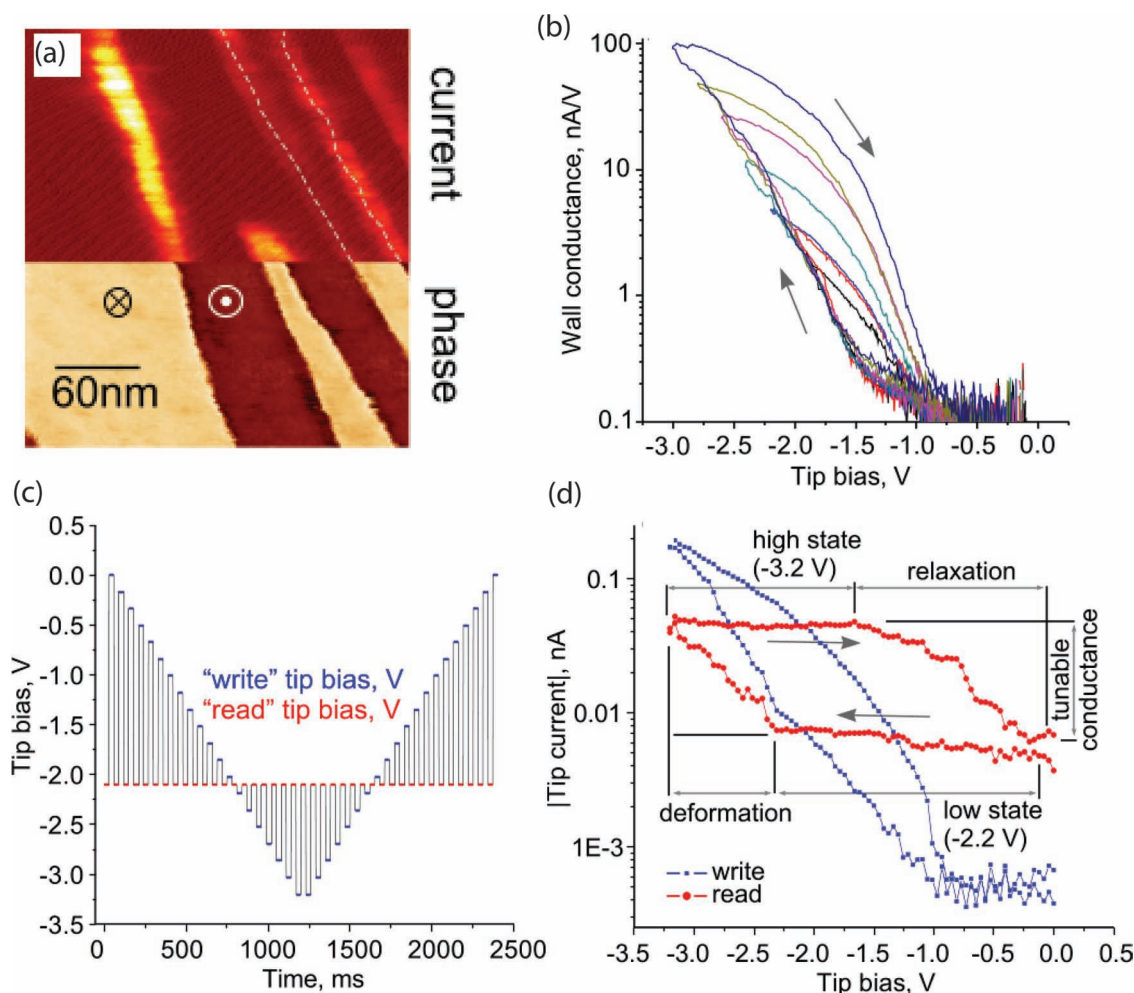 (a)
current
phase
60nm
(b)
Wall conductance, nA/V
100
10
1
0.1
-3.0 -2.5 -2.0 -1.5 -1.0 -0.5 0.0
Tip bias, V
(c)
Tip bias, V
0.5
0.0
-0.5
-1.0
-1.5
-2.0
-2.5
-3.0
-3.5
“write” tip bias, V
“read” tip bias, V
0 500 1000 1500 2000 2500
Time, ms
(d)
|Tip current|, nA
0.1
0.01
1E-3
high state
(-3.2 V)
relaxation
tunable
conductance
deformation
low state
(-2.2 V)
write
read
-3.5 -3.0 -2.5 -2.0 -1.5 -1.0 -0.5 0.0 0.5
Tip bias, V